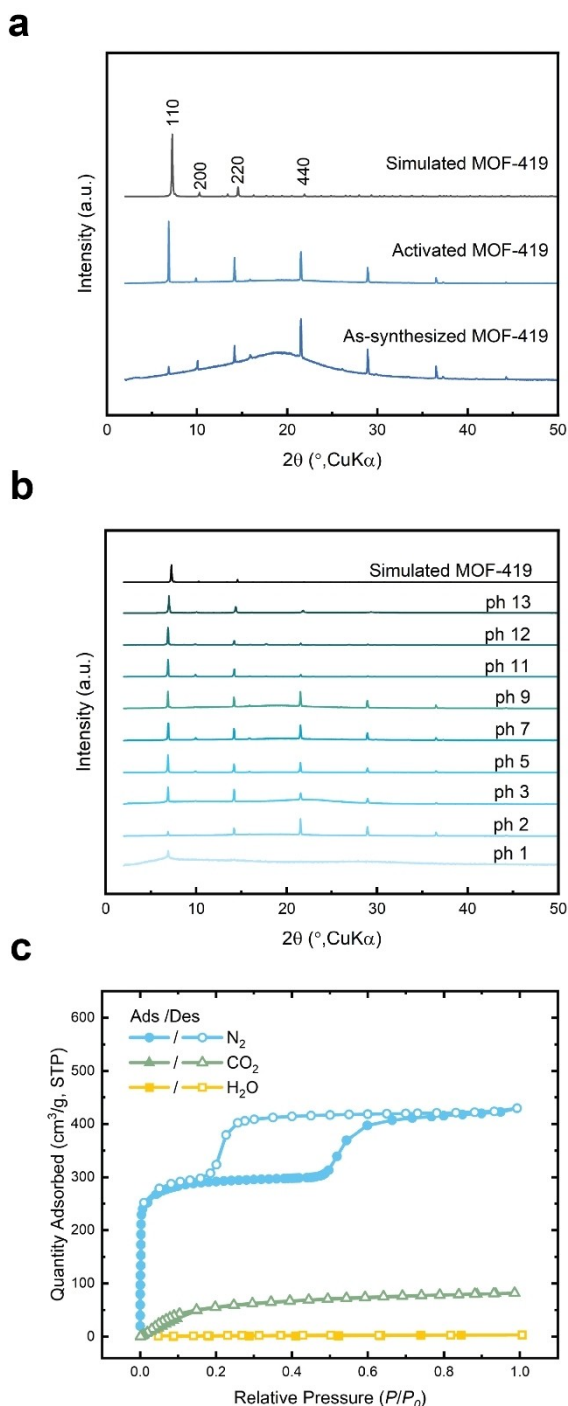 a
110
200
220
440
Simulated MOF-419
Activated MOF-419
As-synthesized MOF-419
Intensity (a.u.)
0 10 20 30 40 50
2θ (°,CuKα)
b
Simulated MOF-419
ph 13
ph 12
ph 11
ph 9
ph 7
ph 5
ph 3
ph 2
ph 1
Intensity (a.u.)
0 10 20 30 40 50
2θ (°,CuKα)
c
Ads /Des
/ N₂
/ CO₂
/ H₂O
600
500
400
300
200
100
0
Quantity Adsorbed (cm³/g, STP)
0.0 0.2 0.4 0.6 0.8 1.0
Relative Pressure (P/P₀)